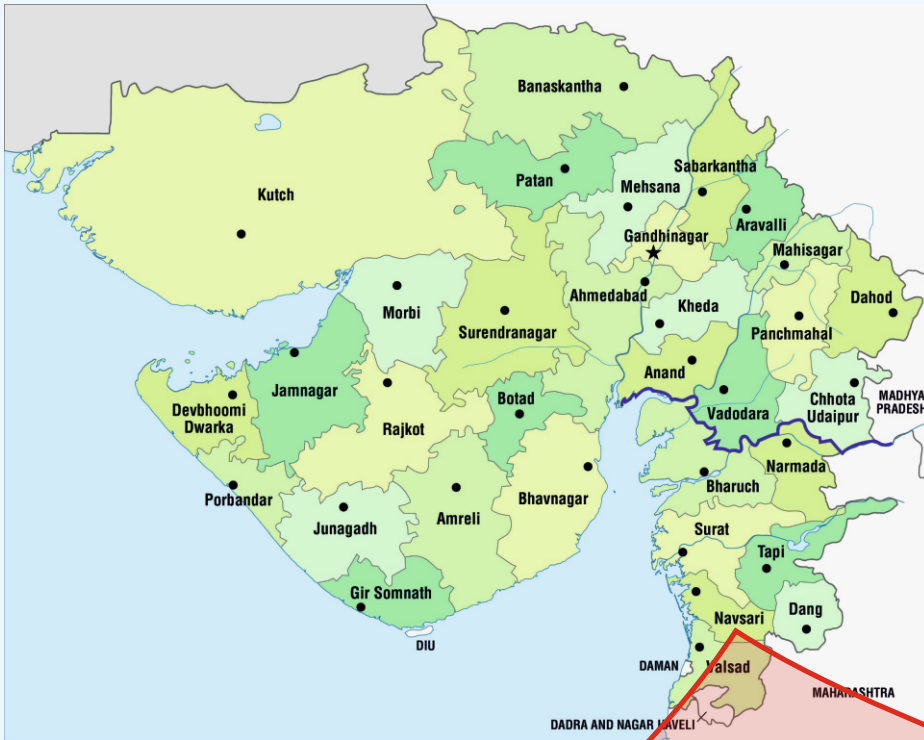 Banaskantha
Patan
Mehsana
Sabarkantha
Kutch
Aravalli
Gandhinagar
Mahisagar
Morbi
Surendranagar
Ahmedabad
Kheda
Dahod
Panchmahal
Jamnagar
Anand
Botad
Devbhoomi
Dwarka
Rajkot
Vadodara
Chhota
Udaipur
MADHYA
PRADESH
Narmada
Porbandar
Bhavnagar
Bharuch
Junagadh
Amreli
Surat
Tapi
Gir Somnath
Dang
Navsari
DIU
DAMAN
Valsad
MAHARASHTRA
DADRA AND NAGAR HAVELI